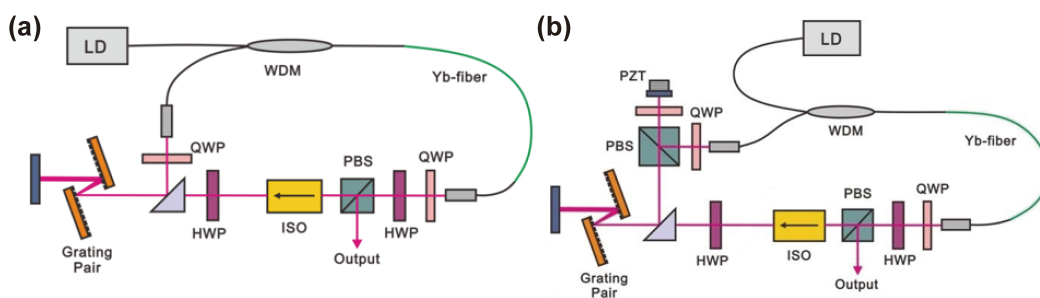 (a)
LD
WDM
Yb-fiber
QWP
PBS
QWP
HWP
ISO
HWP
Grating
Pair
Output
(b)
LD
PZT
QWP
PBS
WDM
Yb-fiber
PBS
QWP
HWP
ISO
HWP
Grating
Pair
Output